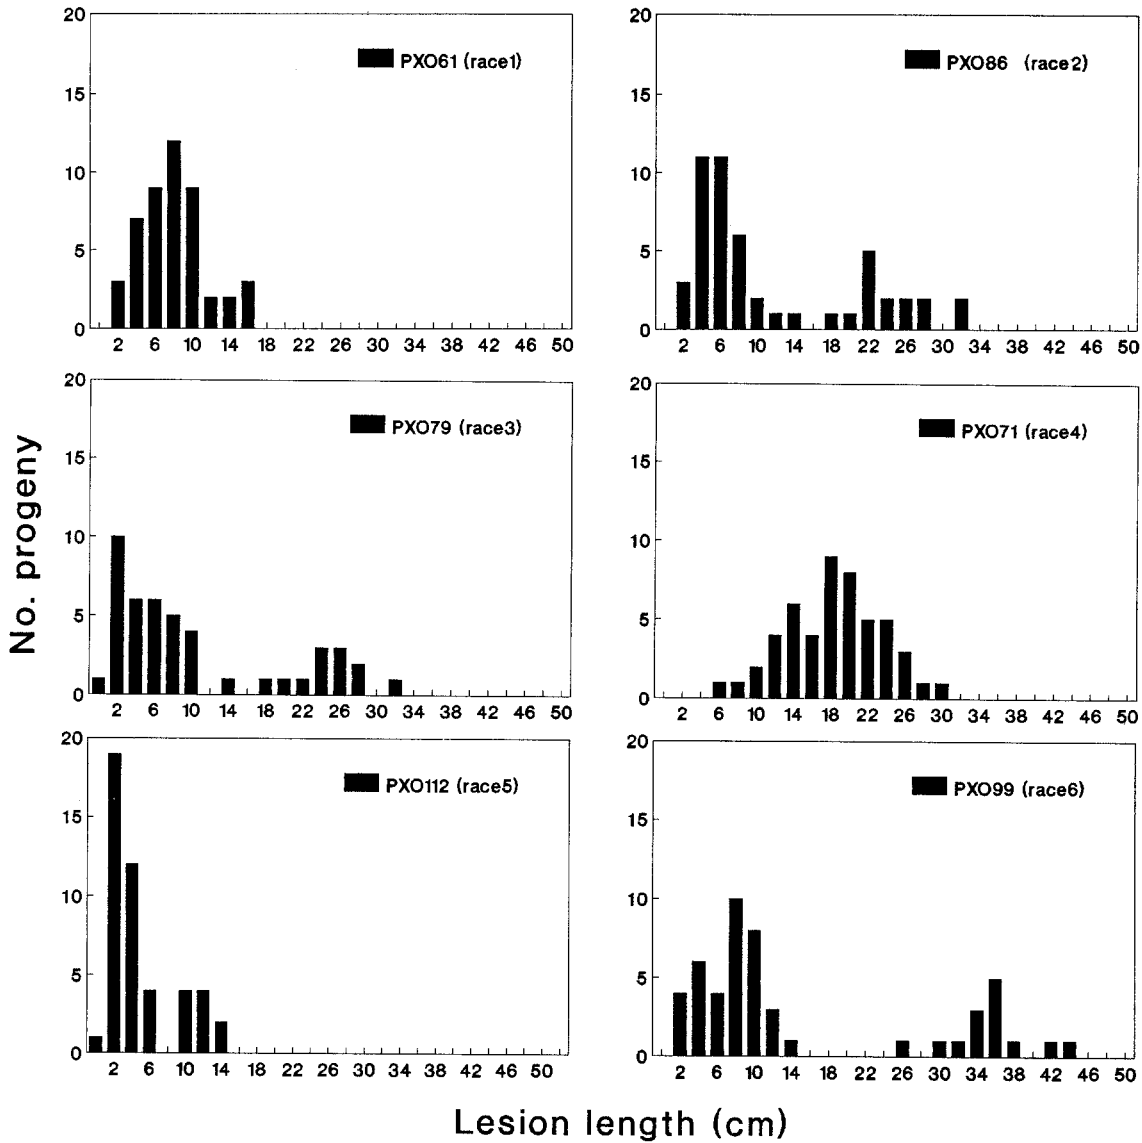 20
15
10
5
0
PXO61 (race1)
2 6 10 14 18 22 26 30 34 38 42 46 50
20
15
10
5
0
PXO86 (race2)
2 6 10 14 18 22 26 30 34 38 42 46 50
No. progeny
20
15
10
5
0
PXO79 (race3)
2 6 10 14 18 22 26 30 34 38 42 46 50
20
15
10
5
0
PXO71 (race4)
2 6 10 14 18 22 26 30 34 38 42 46 50
20
15
10
5
0
PXO112 (race5)
2 6 10 14 18 22 26 30 34 38 42 46 50
20
15
10
5
0
PXO99 (race6)
2 6 10 14 18 22 26 30 34 38 42 46 50
Lesion length (cm)